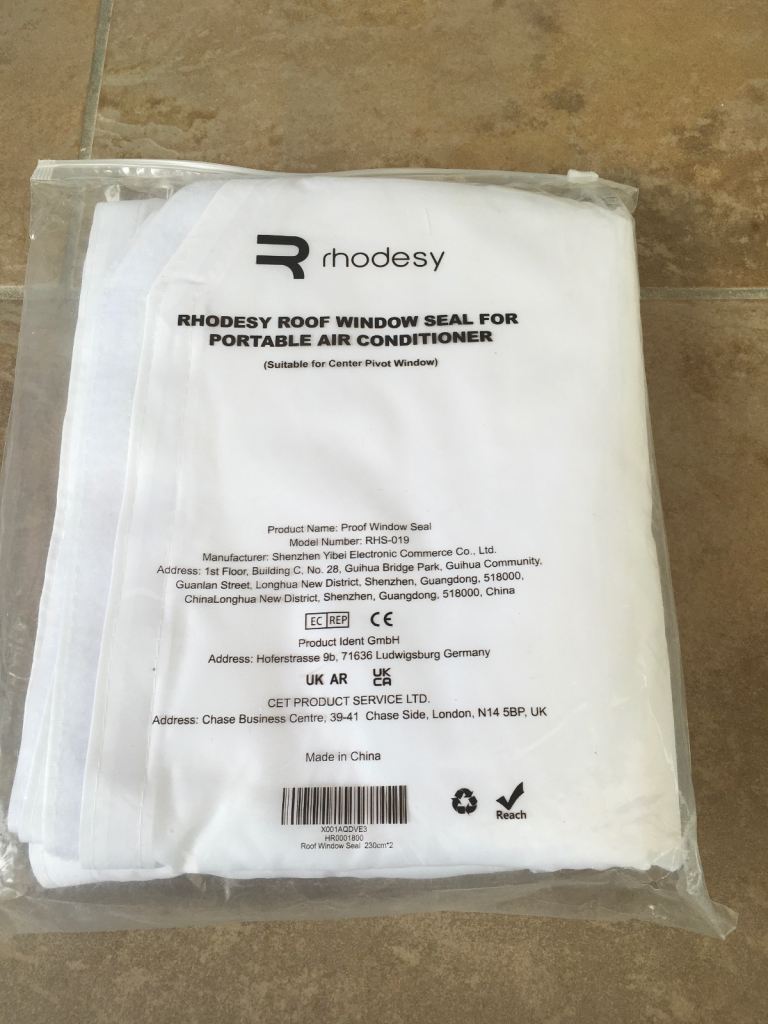 rhodesy
RHODESY ROOF WINDOW SEAL FOR
PORTABLE AIR CONDITIONER
(Suitable for Center Pivot Window)
Product Name: Proof Window Seal
Model Number: RHS-019
Manufacturer: Shenzhen Yibei Electronic Commerce Co., Ltd.
Address: 1st Floor, Building C, No. 28, Guihua Bridge Park, Guihua Community,
Guanlan Street, Longhua New District, Shenzhen, Guangdong, 518000,
ChinaLonghua New District, Shenzhen, Guangdong, 518000, China
EC REP CE
Product Ident GmbH
Address: Hoferstrasse 9b, 71636 Ludwigsburg Germany
UK AR UK
CA
CET PRODUCT SERVICE LTD.
Address: Chase Business Centre, 39-41 Chase Side, London, N14 5BP, UK
Made in China
X001AQDVE3
HR0001800
Roof Window Seal 230cm*2
Reach